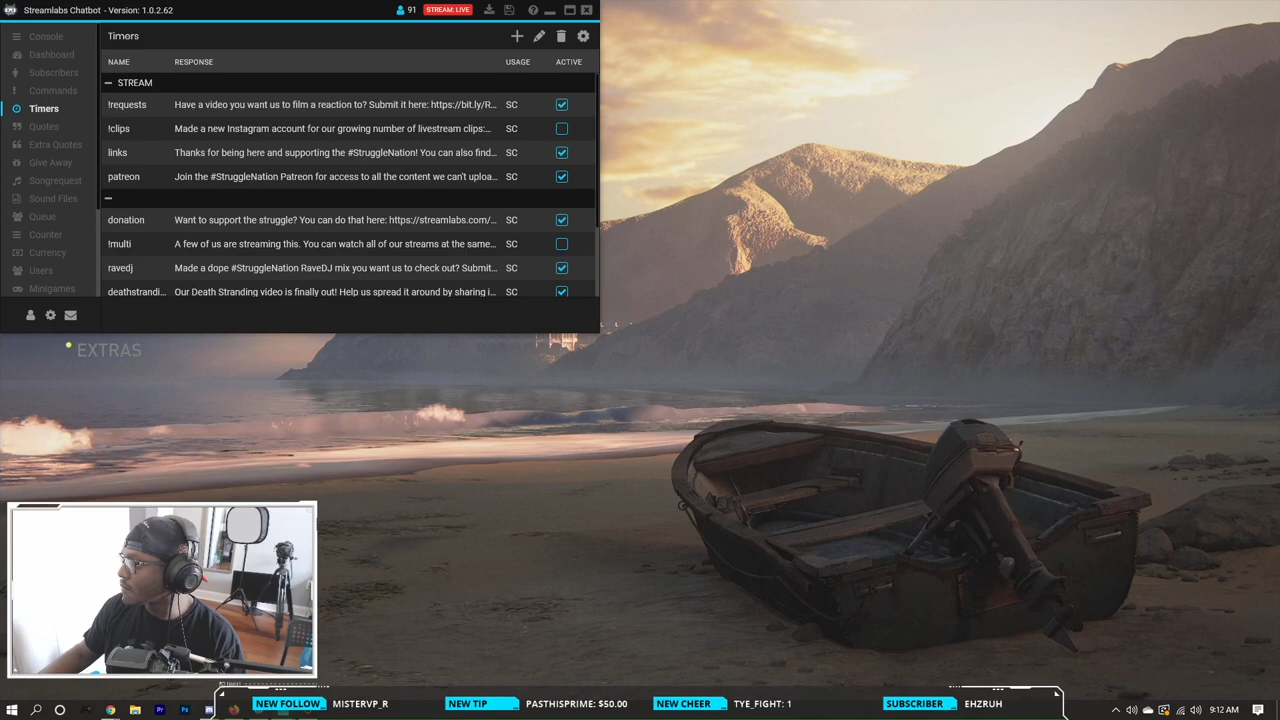 Streamlabs Chatbot - Version: 1.0.2.62
91
STREAM: LIVE
Console
Dashboard
Subscribers
Commands
Timers
Quotes
Extra Quotes
Give Away
Songrequest
Sound Files
Queue
Counter
Currency
Users
Minigames
Timers
NAME RESPONSE USAGE ACTIVE
STREAM
!requests Have a video you want us to film a reaction to? Submit it here: https://bit.ly/R... SC
!clips Made a new Instagram account for our growing number of livestream clips:... SC
links Thanks for being here and supporting the #StruggleNation! You can also find... SC
patreon Join the #StruggleNation Patreon for access to all the content we can't uploa... SC
donation Want to support the struggle? You can do that here: https://streamlabs.com/... SC
!multi A few of us are streaming this. You can watch all of our streams at the same... SC
ravedj Made a dope #StruggleNation RaveDJ mix you want us to check out? Submit... SC
deathstrandi... Our Death Stranding video is finally out! Help us spread it around by sharing i... SC
EXTRAS
NEW FOLLOW MISTERVP_R NEW TIP PASTHISPRIME: $50.00 NEW CHEER TYE_FIGHT: 1 SUBSCRIBER EHZRUH
9:12 AM